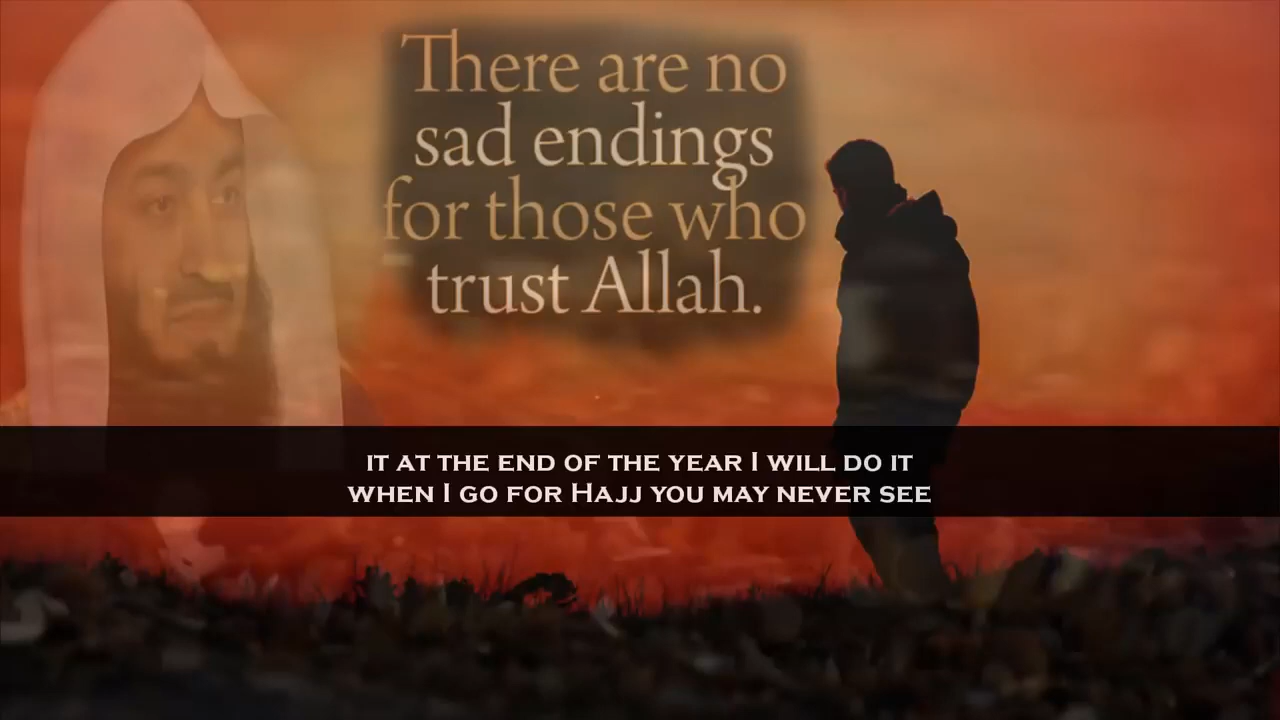 There are no
sad endings
for those who
trust Allah.
IT AT THE END OF THE YEAR I WILL DO IT
WHEN I GO FOR HAJJ YOU MAY NEVER SEE